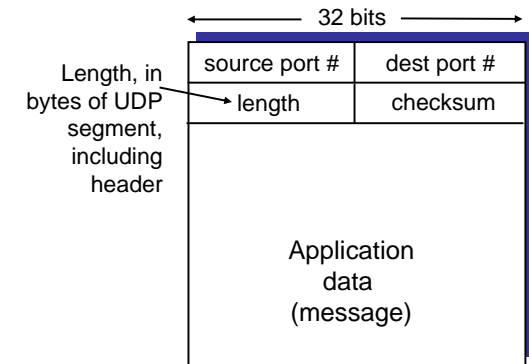 32 bits
source port #
dest port #
Length, in
bytes of UDP
segment,
including
header
length
checksum
Application
data
(message)